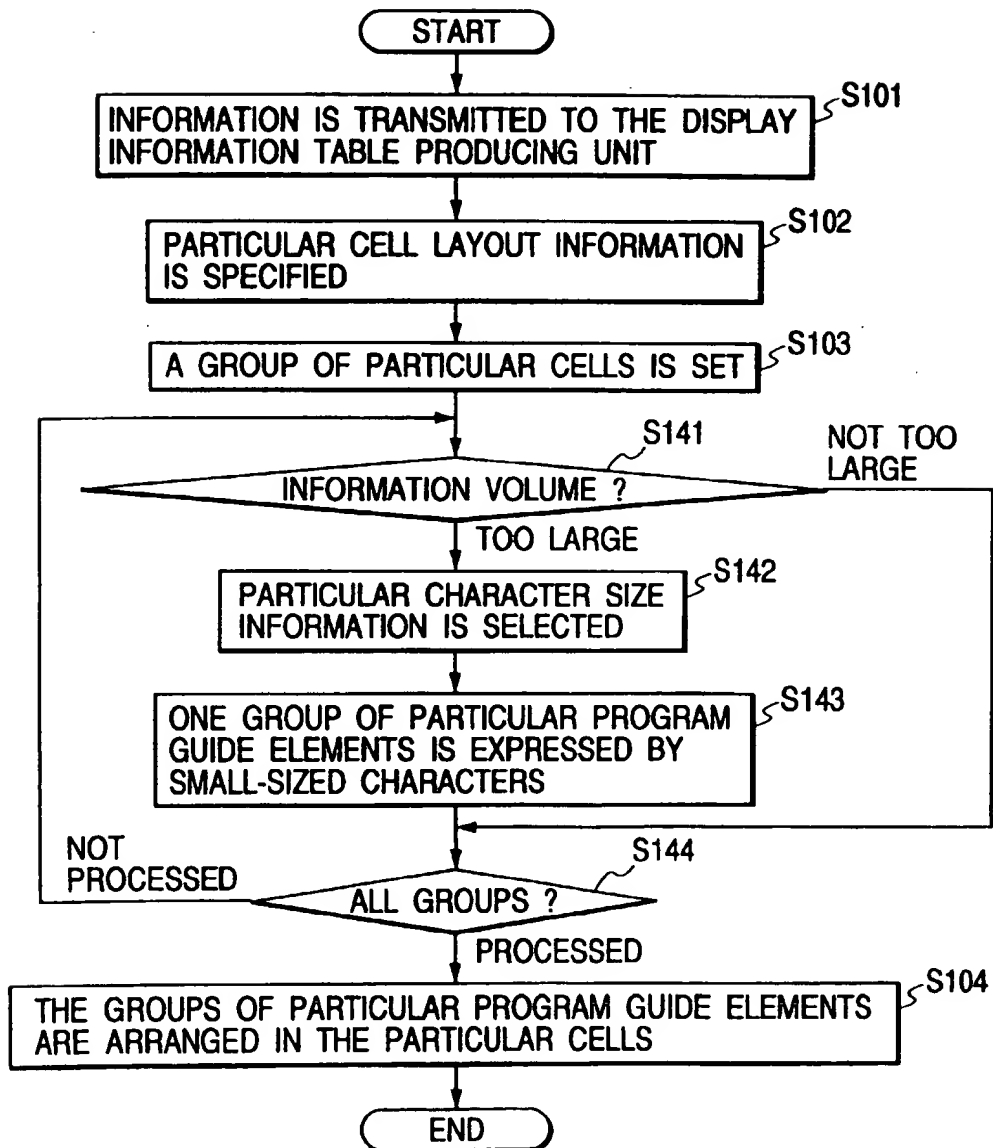 START
S101
INFORMATION IS TRANSMITTED TO THE DISPLAY
INFORMATION TABLE PRODUCING UNIT
S102
PARTICULAR CELL LAYOUT INFORMATION
IS SPECIFIED
S103
A GROUP OF PARTICULAR CELLS IS SET
S141
NOT TOO
LARGE
INFORMATION VOLUME ?
TOO LARGE
S142
PARTICULAR CHARACTER SIZE
INFORMATION IS SELECTED
S143
ONE GROUP OF PARTICULAR PROGRAM
GUIDE ELEMENTS IS EXPRESSED BY
SMALL-SIZED CHARACTERS
NOT
PROCESSED
S144
ALL GROUPS ?
PROCESSED
S104
THE GROUPS OF PARTICULAR PROGRAM GUIDE ELEMENTS
ARE ARRANGED IN THE PARTICULAR CELLS
END